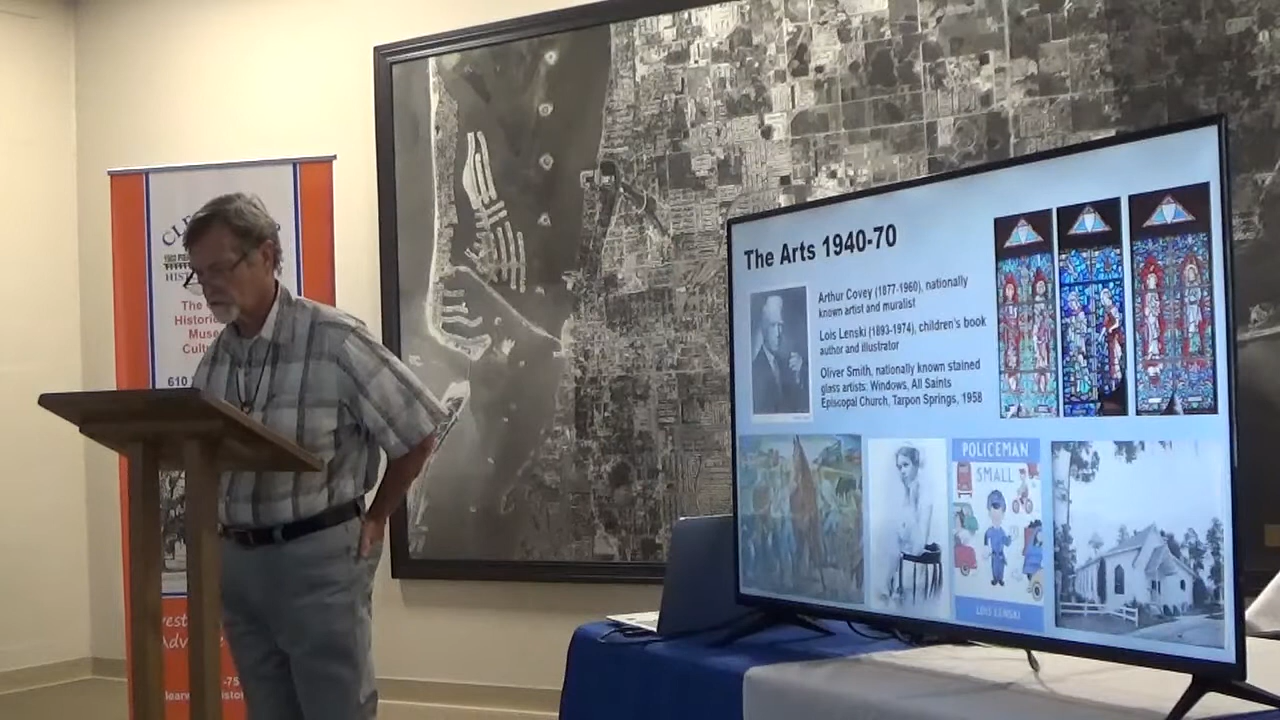 CLE
HIS
The
Historic
Muse
Cultu
610
The Arts 1940-70
Arthur Covey (1877-1960), nationally
known artist and muralist
Lois Lenski (1893-1974), children's book
author and illustrator
Oliver Smith, nationally known stained
glass artists: Windows, All Saints
Episcopal Church, Tarpon Springs, 1958
POLICEMAN
SMALL
LOIS LENSKI